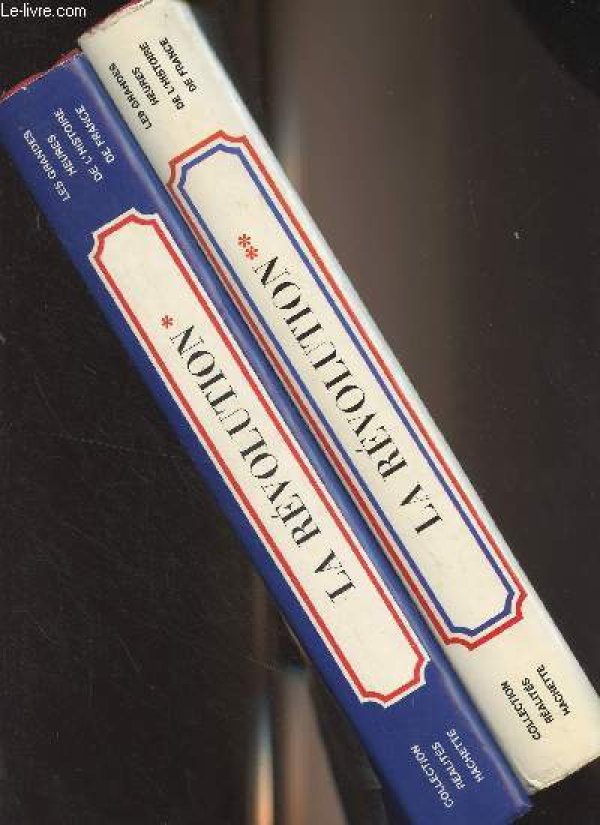 Le-livre.com
LES GRANDES
HEURES
DE L'HISTOIRE
DE FRANCE
LA RÉVOLUTION *
COLLECTION
RÉALITÉS
HACHETTE
LES GRANDES
HEURES
DE L'HISTOIRE
DE FRANCE
LA RÉVOLUTION **
COLLECTION
RÉALITÉS
HACHETTE